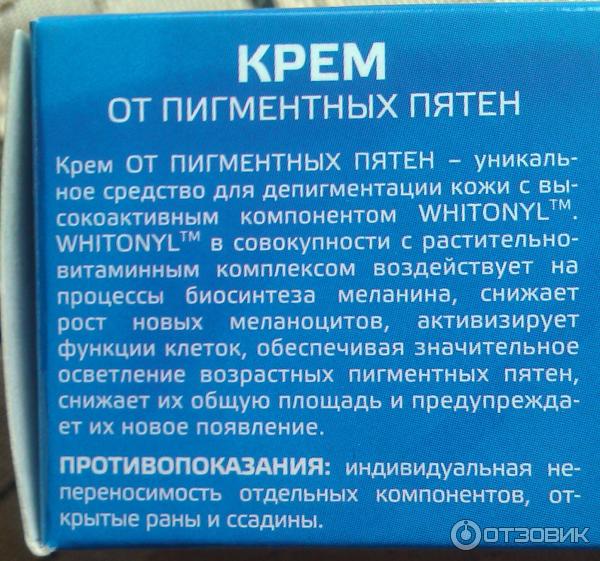 КРЕМ
ОТ ПИГМЕНТНЫХ ПЯТЕН
Крем ОТ ПИГМЕНТНЫХ ПЯТЕН – уникаль-
ное средство для депигментации кожи с вы-
сокоактивным компонентом WHITONYL™.
WHITONYL™ в совокупности с растительно-
витаминным комплексом воздействует на
процессы биосинтеза меланина, снижает
рост новых меланоцитов, активизирует
функции клеток, обеспечивая значительное
осветление возрастных пигментных пятен,
снижает их общую площадь и предупрежда-
ет их новое появление.
ПРОТИВОПОКАЗАНИЯ: индивидуальная не-
переносимость отдельных компонентов, от-
крытые раны и ссадины.
ОТЗОВИК